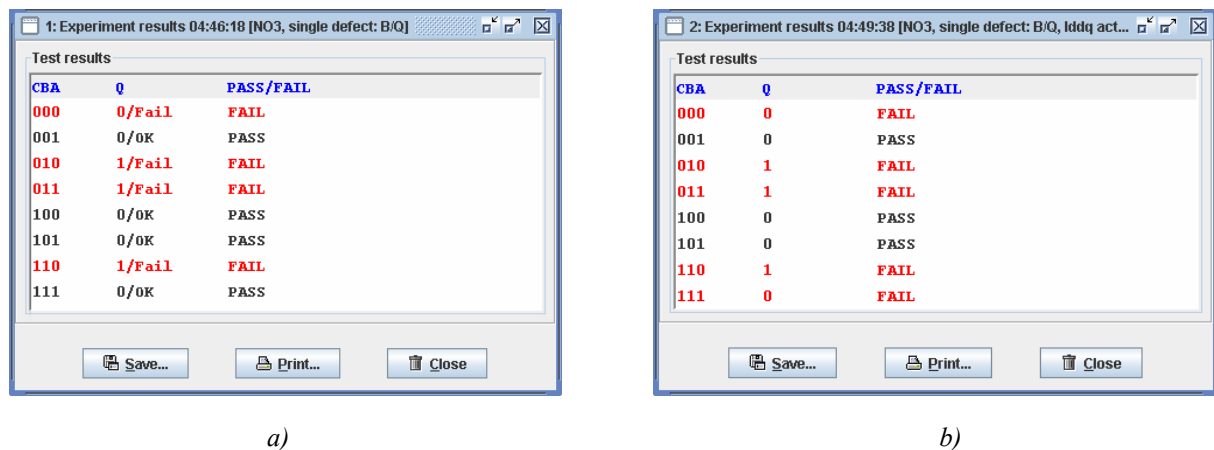 1: Experiment results 04:46:18 [NO3, single defect: B/Q]
Test results
CBA Q PASS/FAIL
000 0/Fail FAIL
001 0/OK PASS
010 1/Fail FAIL
011 1/Fail FAIL
100 0/OK PASS
101 0/OK PASS
110 1/Fail FAIL
111 0/OK PASS
Save... Print... Close
a)
2: Experiment results 04:49:38 [NO3, single defect: B/Q, Iddq act...
Test results
CBA Q PASS/FAIL
000 0 FAIL
001 0 PASS
010 1 FAIL
011 1 FAIL
100 0 PASS
101 0 PASS
110 1 FAIL
111 0 FAIL
Save... Print... Close
b)